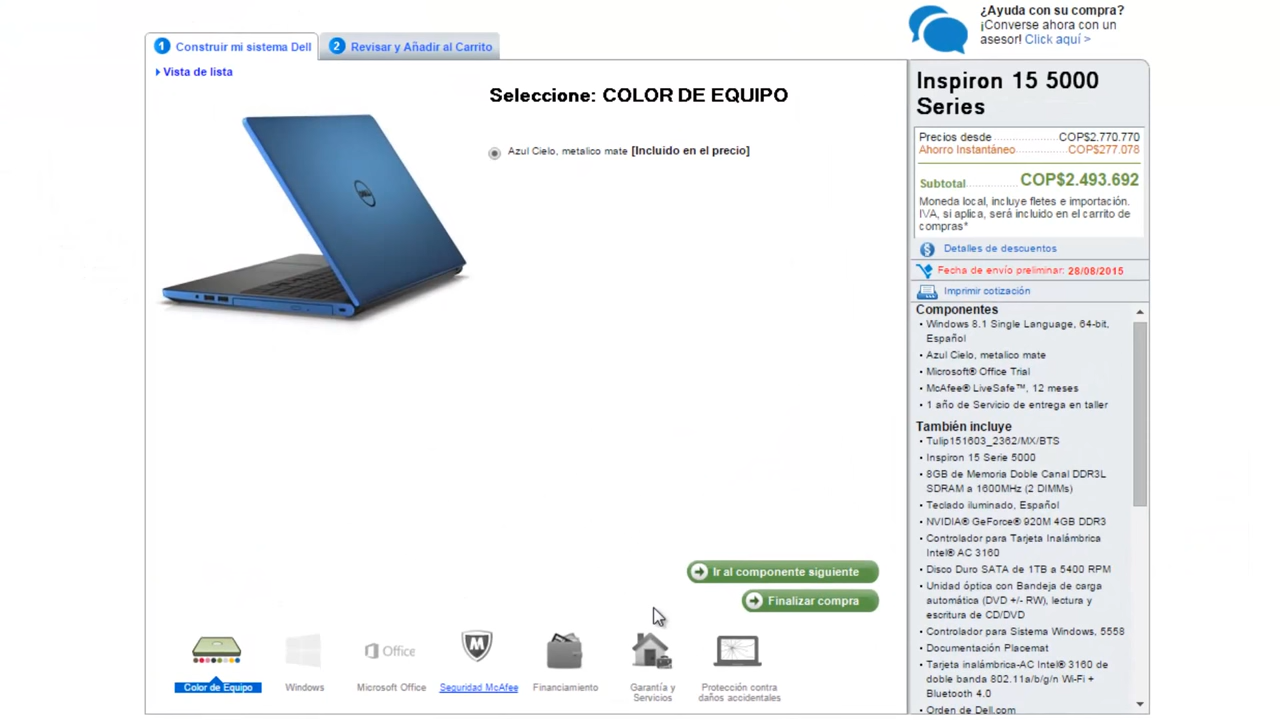 ¿Ayuda con su compra?
¡Converse ahora con un
asesor! Click aquí >
1 Construir mi sistema Dell
2 Revisar y Añadir al Carrito
Vista de lista
Seleccione: COLOR DE EQUIPO
Azul Cielo, metalico mate [Incluido en el precio]
DELL
Inspiron 15 5000
Series
Precios desde COP$2.770.770
Ahorro Instantáneo COP$277.078
Subtotal COP$2.493.692
Moneda local, incluye fletes e importación.
IVA, si aplica, será incluido en el carrito de
compras*
Detalles de descuentos
Fecha de envío preliminar: 28/08/2015
Imprimir cotización
Componentes
• Windows 8.1 Single Language, 64-bit,
Español
• Azul Cielo, metalico mate
• Microsoft® Office Trial
• McAfee® LiveSafe™, 12 meses
• 1 año de Servicio de entrega en taller
También incluye
• Tulip151603_2362/MX/BTS
• Inspiron 15 Serie 5000
• 8GB de Memoria Doble Canal DDR3L
SDRAM a 1600MHz (2 DIMMs)
• Teclado iluminado, Español
• NVIDIA® GeForce® 920M 4GB DDR3
• Controlador para Tarjeta Inalámbrica
Intel® AC 3160
• Disco Duro SATA de 1TB a 5400 RPM
• Unidad óptica con Bandeja de carga
automática (DVD +/- RW), lectura y
escritura de CD/DVD
• Controlador para Sistema Windows, 5558
• Documentación Placemat
• Tarjeta inalámbrica-AC Intel® 3160 de
doble banda 802.11a/b/g/n Wi-Fi +
Bluetooth 4.0
• Orden de Dell.com
Ir al componente siguiente
Finalizar compra
Office
Color de Equipo
Windows
Microsoft Office
Seguridad McAfee
Financiamiento
Garantía y
Servicios
Protección contra
daños accidentales